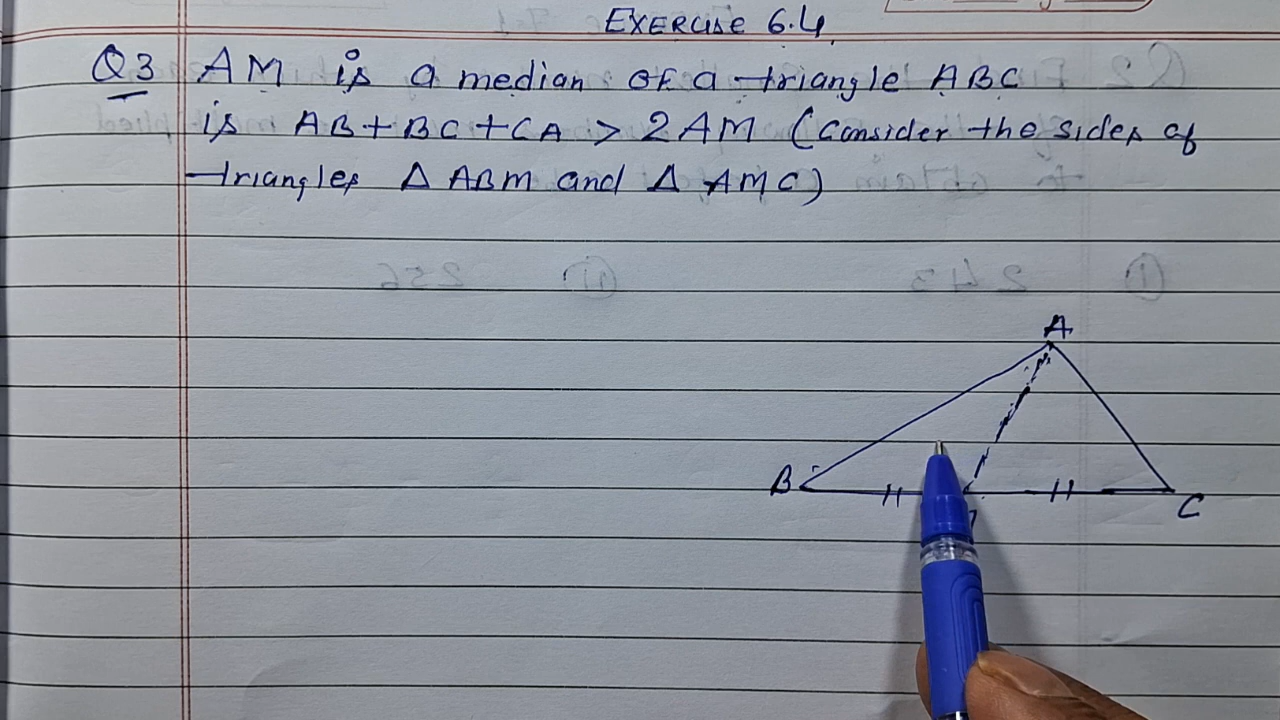 EXERCISE 6.4
Q3 AM is a median of a triangle ABC
is AB+BC+CA > 2AM (Consider the sides of
triangles Δ ABM and Δ AMC)
A
B
C